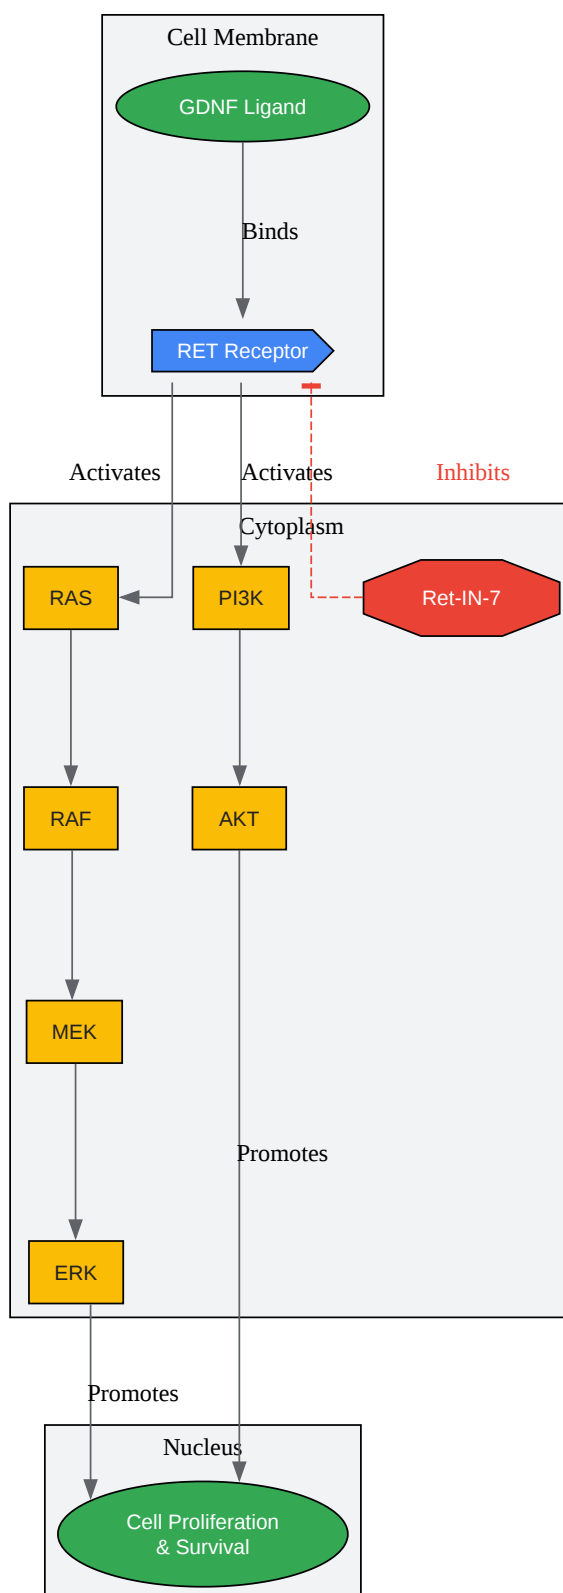 Cell Membrane
GDNF Ligand
Binds
RET Receptor
Activates
Activates
Inhibits
Cytoplasm
RAS
PI3K
Ret-IN-7
RAF
AKT
MEK
Promotes
ERK
Promotes
Nucleus
Cell Proliferation
& Survival